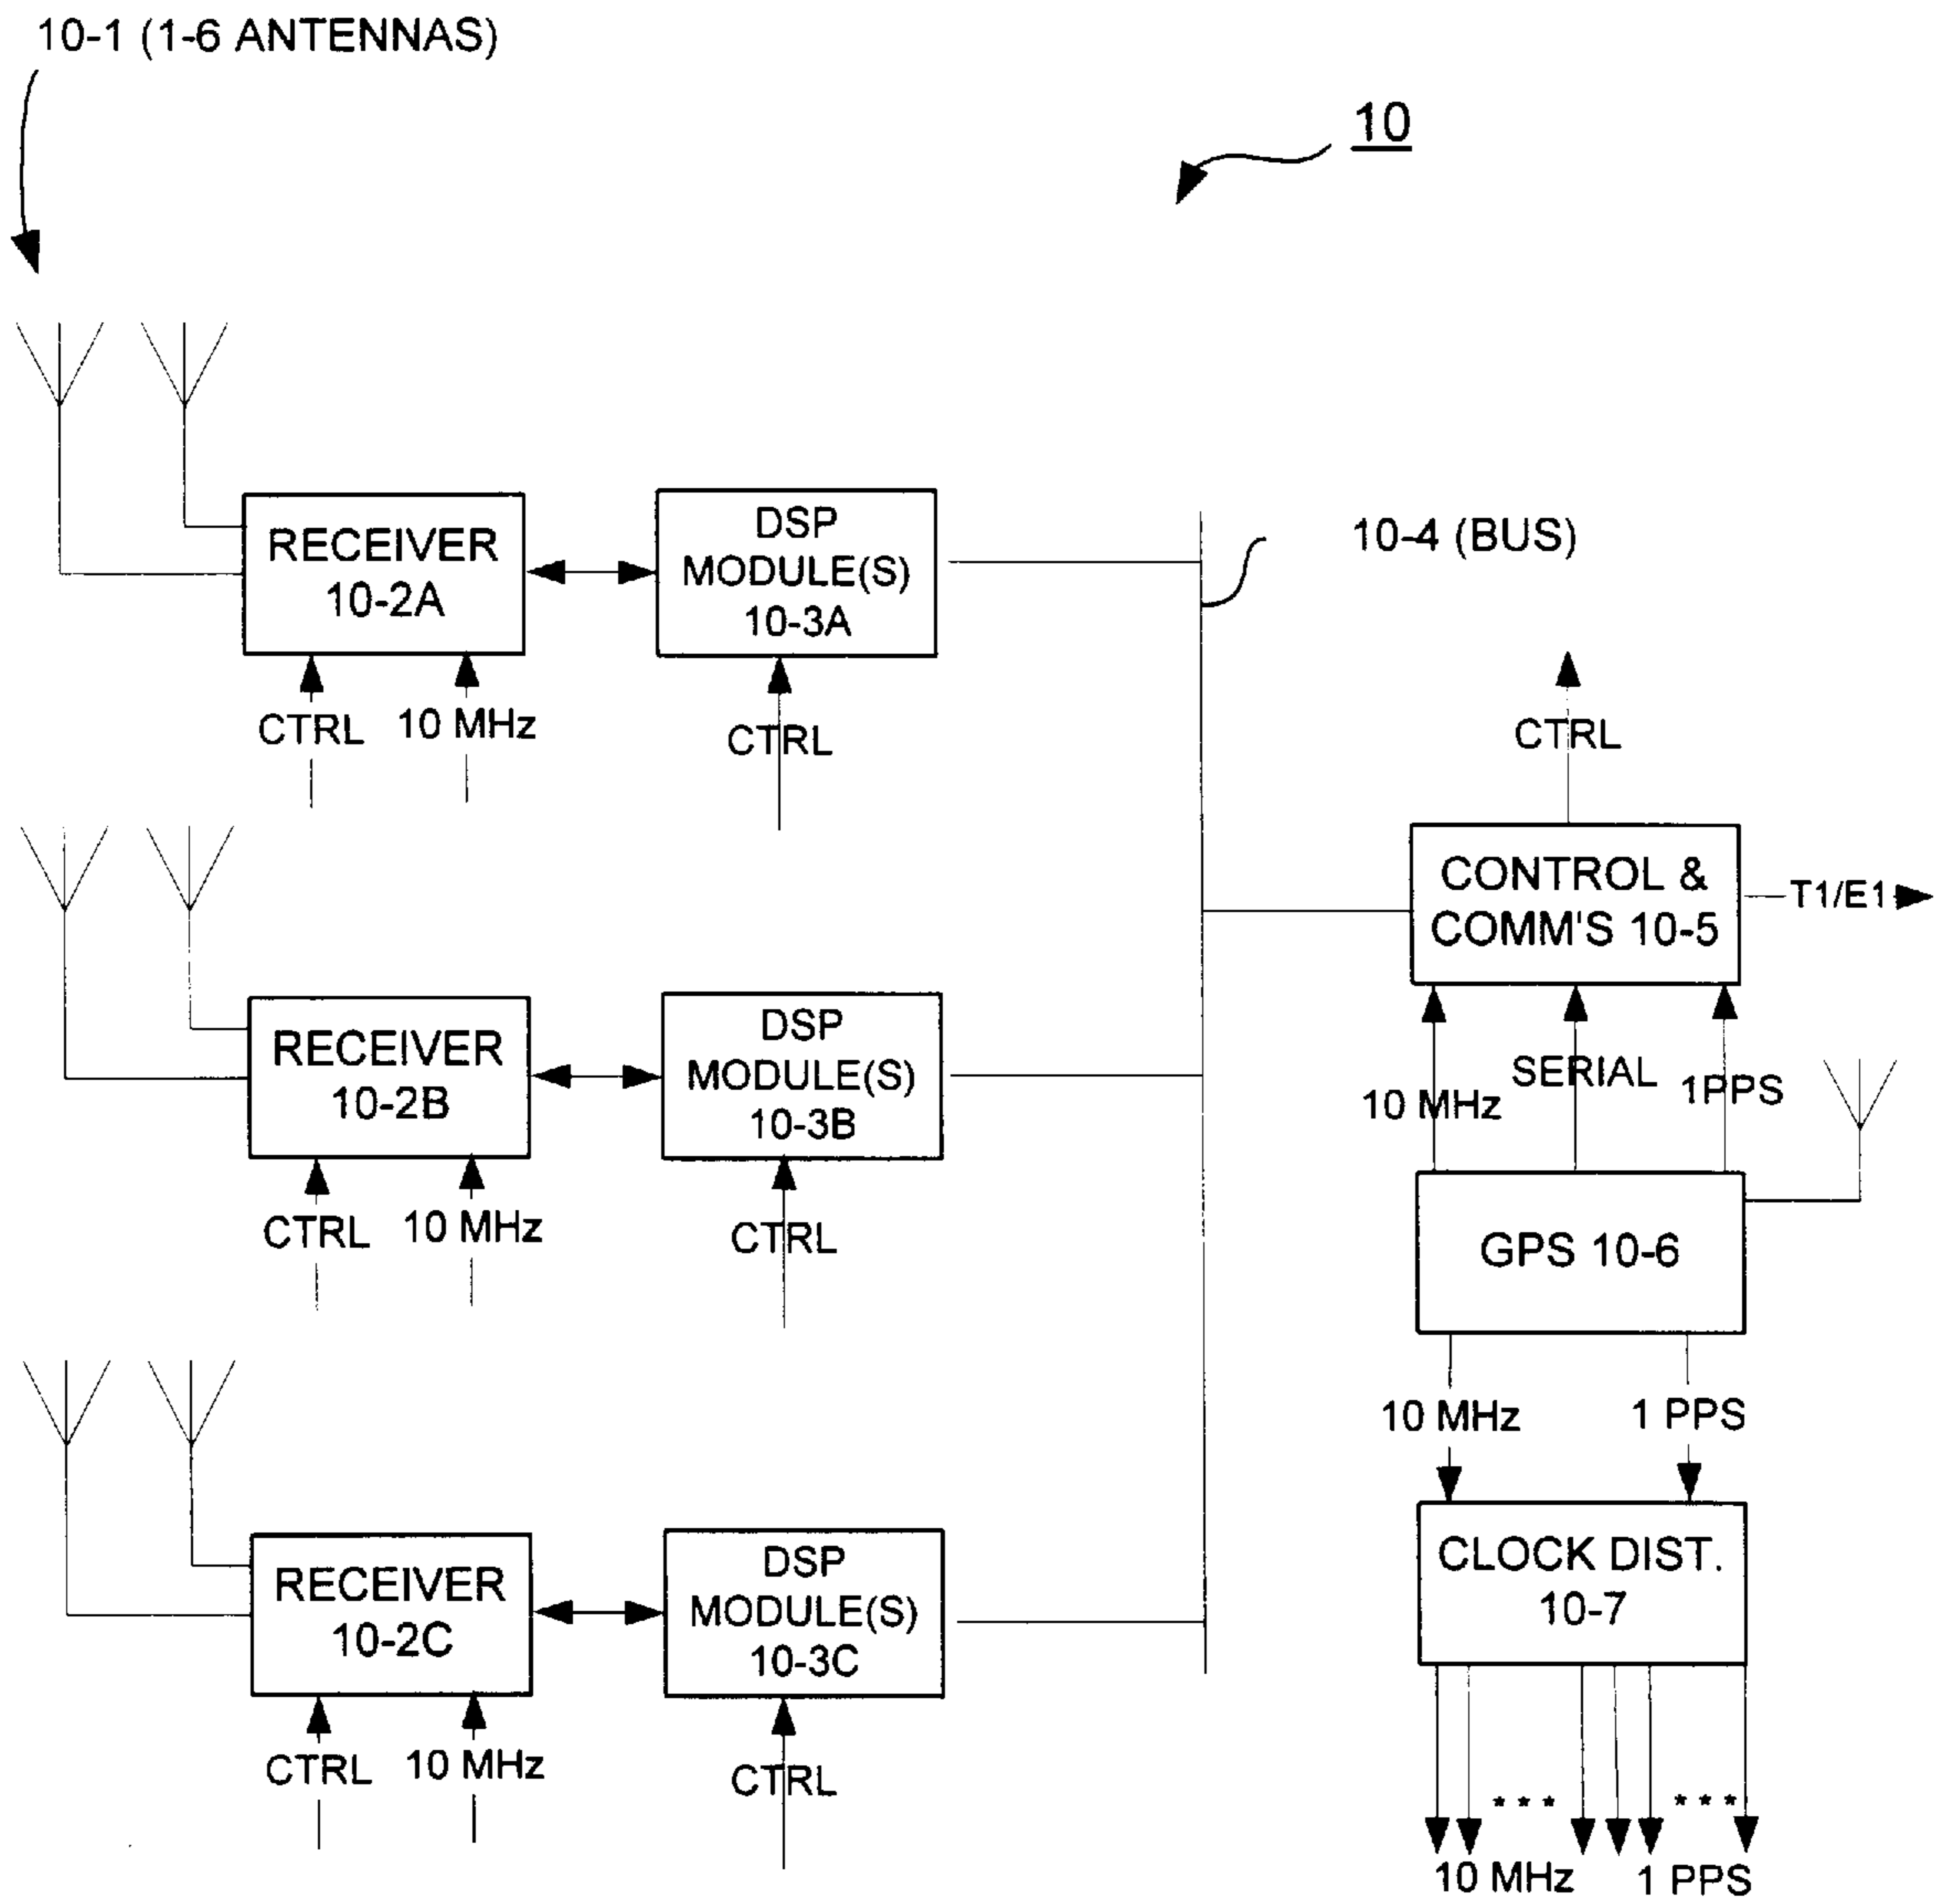 10-1 (1-6 ANTENNAS)
10
RECEIVER
10-2A
DSP
MODULE(S)
10-3A
10-4 (BUS)
CTRL
10 MHz
CTRL
CTRL
CONTROL &
COMM'S 10-5
T1/E1
RECEIVER
10-2B
DSP
MODULE(S)
10-3B
10 MHz
SERIAL
1PPS
CTRL
10 MHz
CTRL
GPS 10-6
10 MHz
1 PPS
RECEIVER
10-2C
DSP
MODULE(S)
10-3C
CLOCK DIST.
10-7
CTRL
10 MHz
CTRL
* * *
* * *
10 MHz
1 PPS